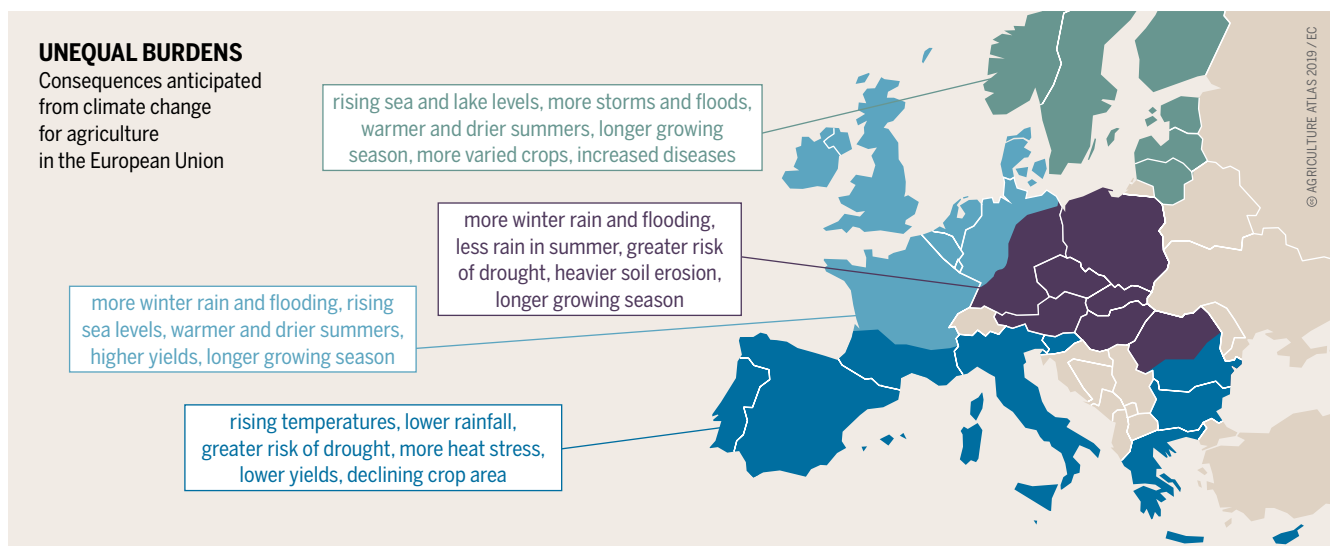 UNEQUAL BURDENS
Consequences anticipated
from climate change
for agriculture
in the European Union
rising sea and lake levels, more storms and floods,
warmer and drier summers, longer growing
season, more varied crops, increased diseases
more winter rain and flooding,
less rain in summer, greater risk
of drought, heavier soil erosion,
longer growing season
more winter rain and flooding, rising
sea levels, warmer and drier summers,
higher yields, longer growing season
rising temperatures, lower rainfall,
greater risk of drought, more heat stress,
lower yields, declining crop area
AGRICULTURE ATLAS 2019 / EC